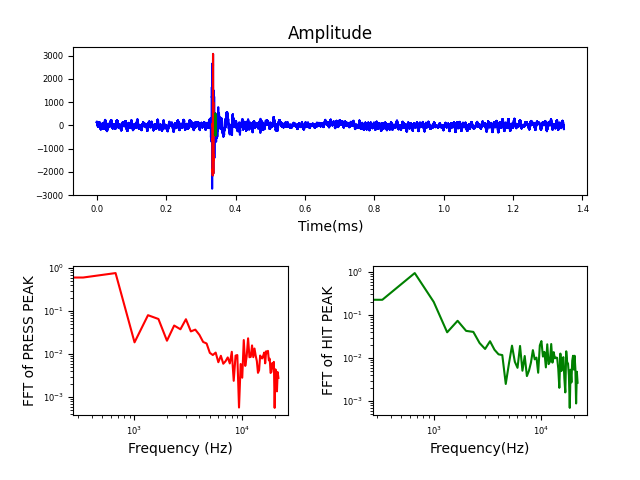 Amplitude
3000
2000
1000
0
−1000
−2000
−3000
0.0 0.2 0.4 0.6 0.8 1.0 1.2 1.4
Time(ms)
FFT of PRESS PEAK
10⁰
10⁻¹
10⁻²
10⁻³
10³ 10⁴
Frequency (Hz)
FFT of HIT PEAK
10⁰
10⁻¹
10⁻²
10⁻³
10³ 10⁴
Frequency(Hz)